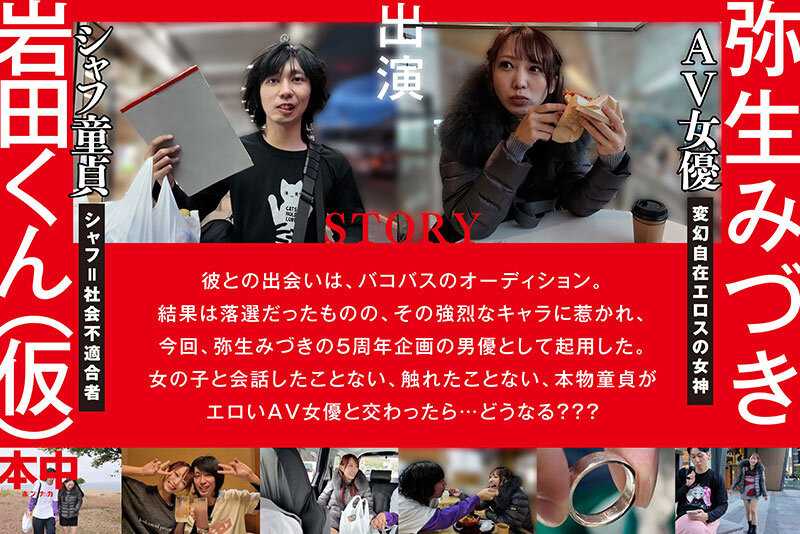 出演
弥生みづき
AV女優
変幻自在エロスの女神
岩田くん（仮）
シャフ童貞
シャフ＝社会不適合者
STORY
彼との出会いは、バコバスのオーディション。
結果は落選だったものの、その強烈なキャラに惹かれ、
今回、弥生みづきの5周年企画の男優として起用した。
女の子と会話したことない、触れたことない、本物童貞が
エロいAV女優と交わったら…どうなる???
本中
ホンナカ